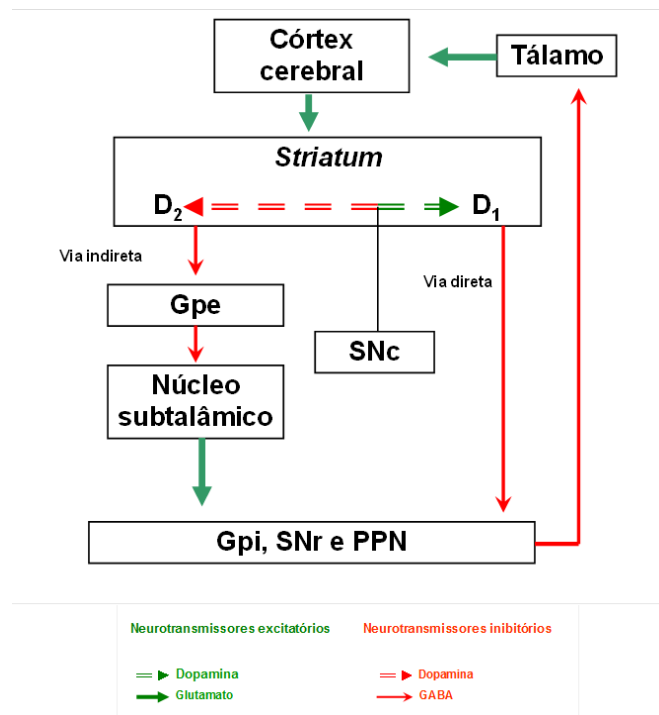 Córtex
cerebral
Tálamo
Striatum
D2
D1
Via indireta
Via direta
Gpe
SNc
Núcleo
subtalâmico
Gpi, SNr e PPN
Neurotransmissores excitatórios
Neurotransmissores inibitórios
Dopamina
Dopamina
Glutamato
GABA